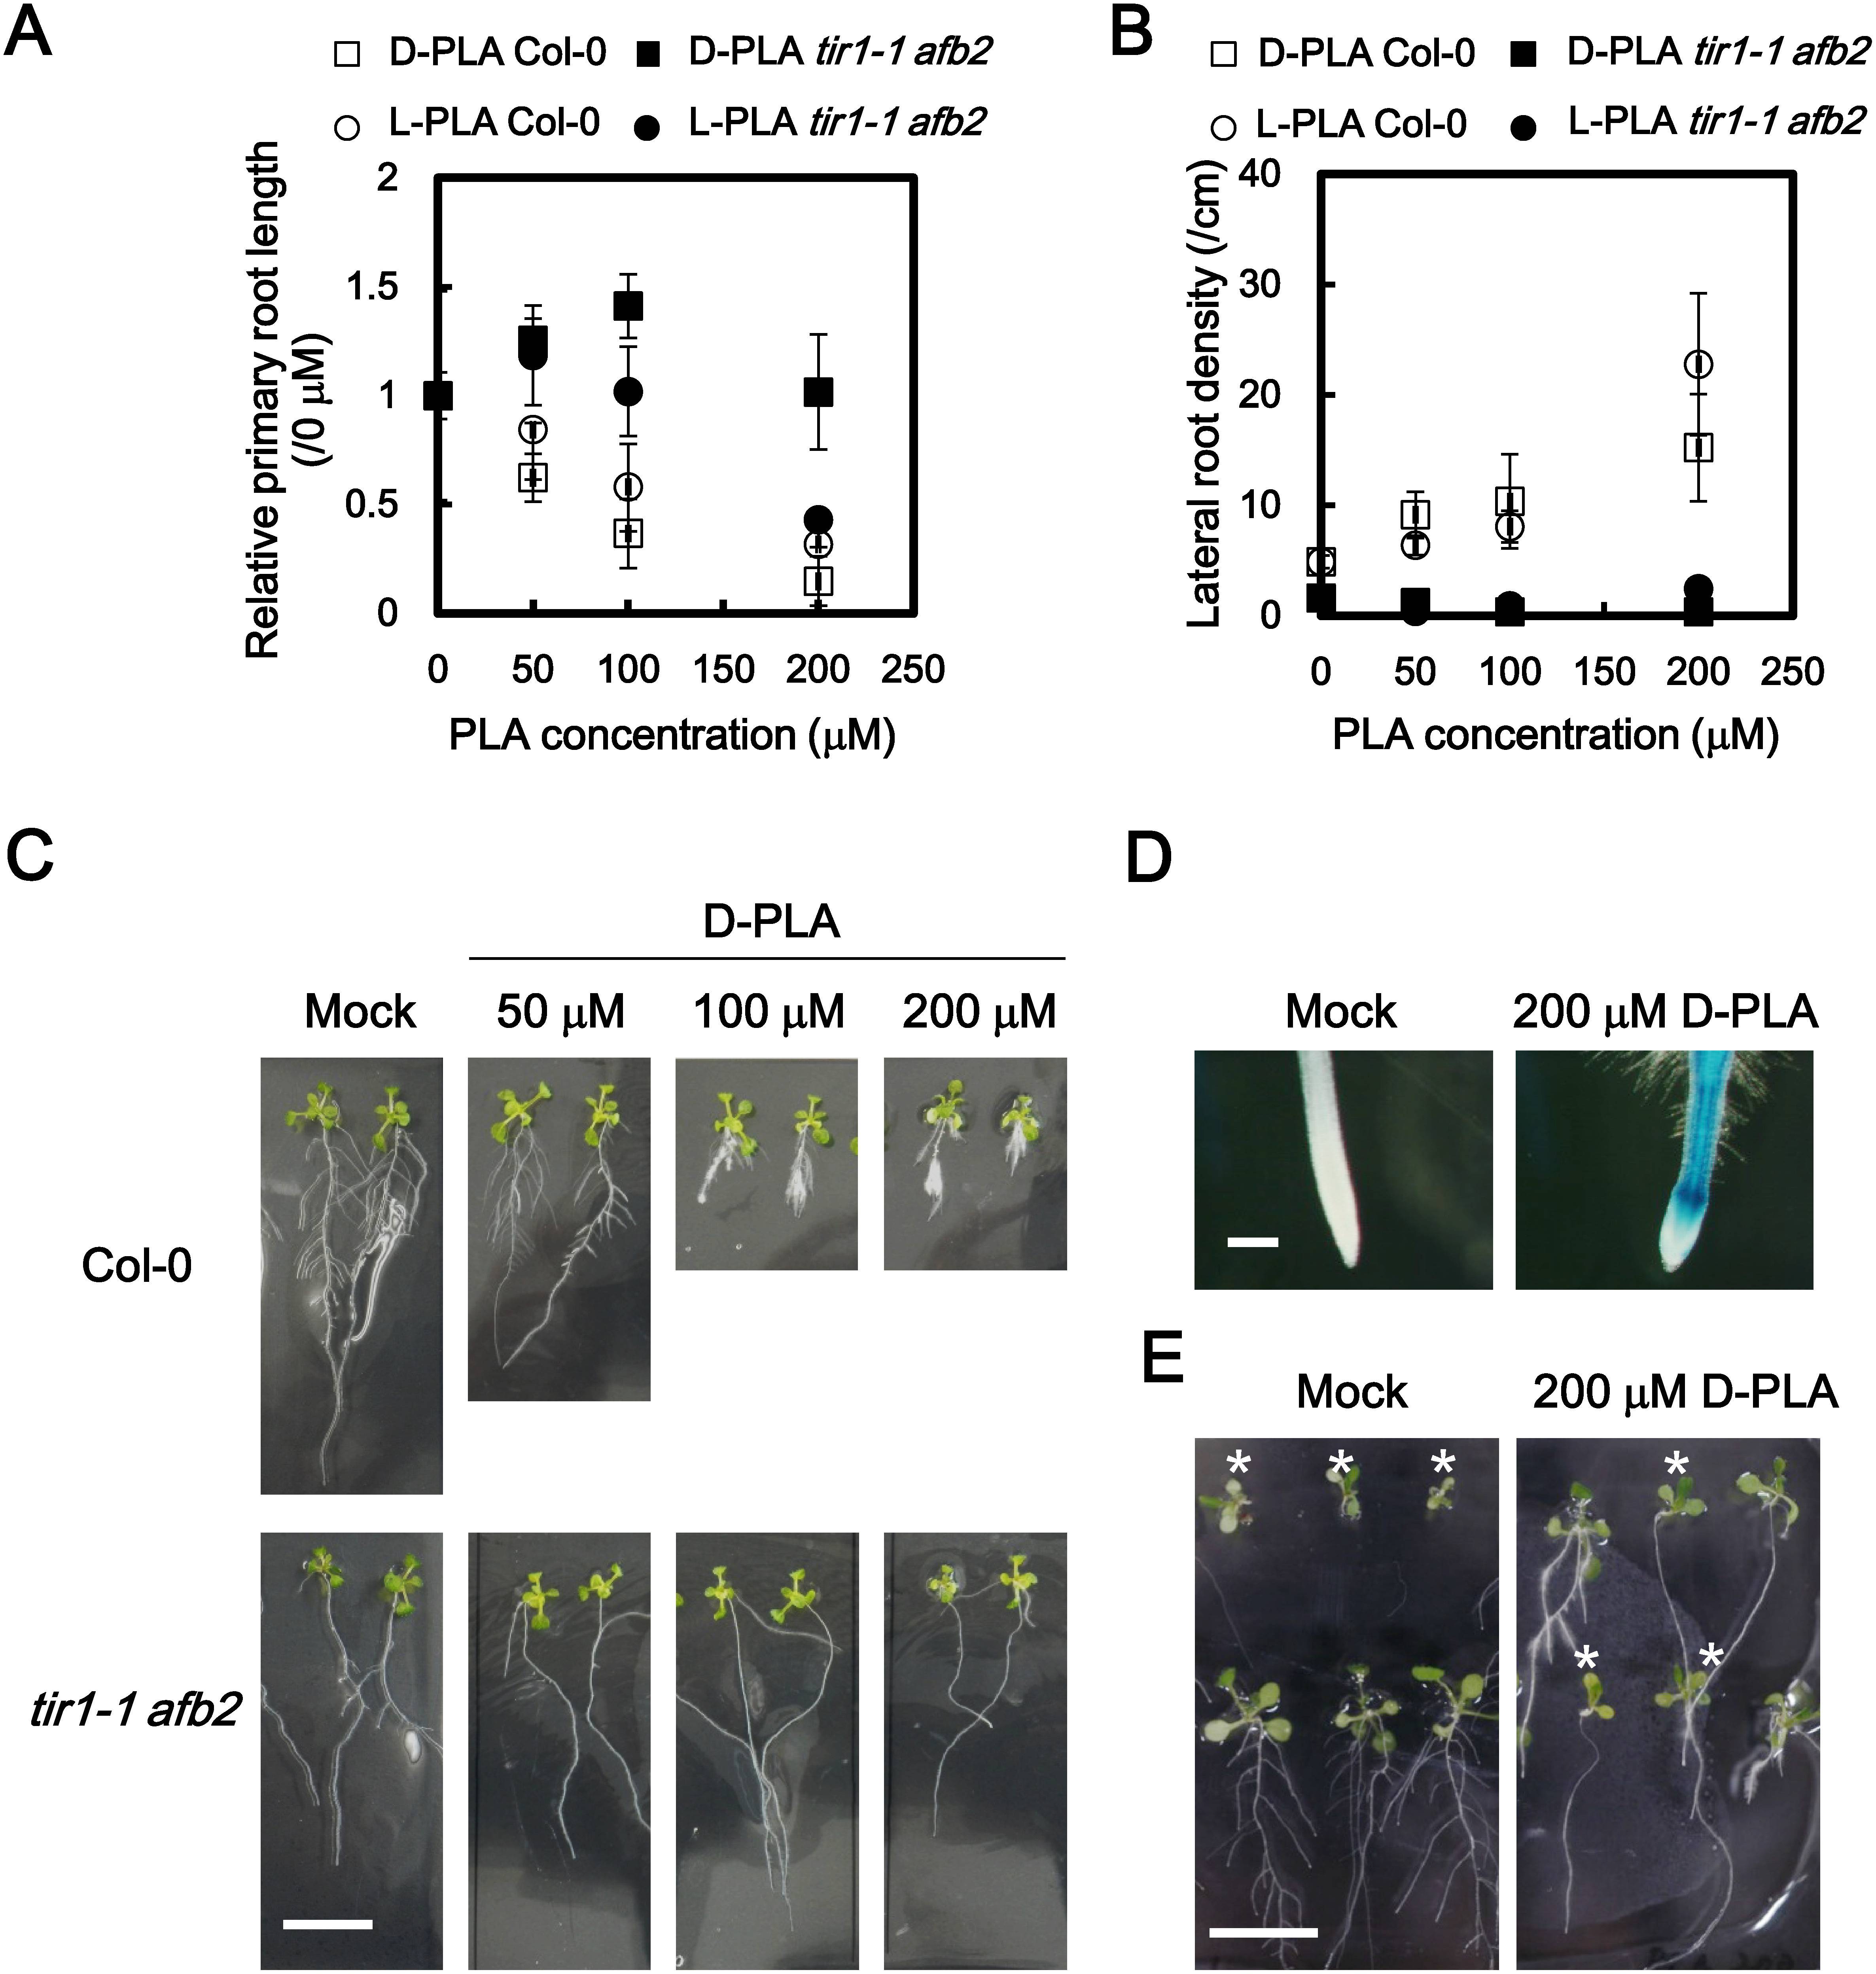 A
D-PLA Col-0 D-PLA tir1-1 afb2
L-PLA Col-0 L-PLA tir1-1 afb2
Relative primary root length
(/0 μM)
2
1.5
1
0.5
0
0 50 100 150 200 250
PLA concentration (μM)
B
D-PLA Col-0 D-PLA tir1-1 afb2
L-PLA Col-0 L-PLA tir1-1 afb2
Lateral root density (/cm)
40
30
20
10
0
0 50 100 150 200 250
PLA concentration (μM)
C
D-PLA
Mock 50 μM 100 μM 200 μM
Col-0
tir1-1 afb2
D
Mock 200 μM D-PLA
E
Mock 200 μM D-PLA
* * * *
* *